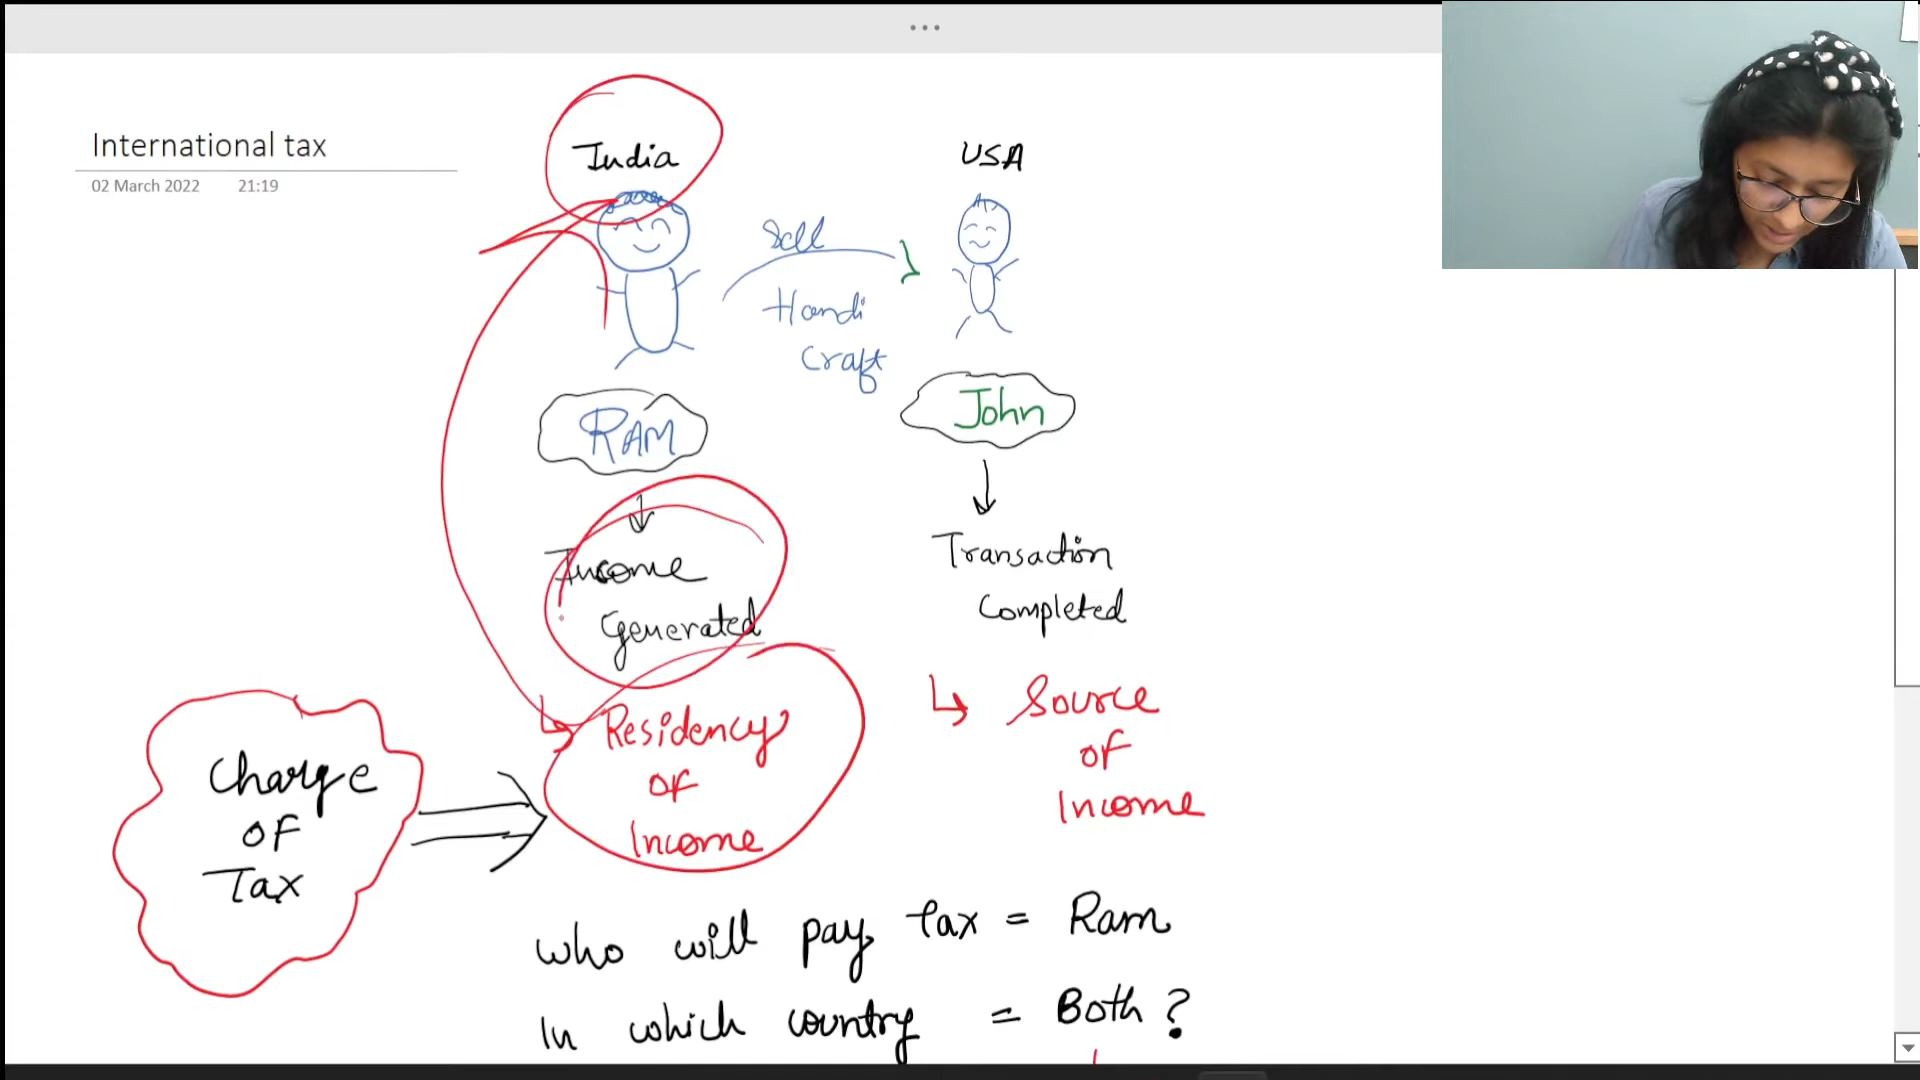 International tax
02 March 2022 21:19
India
USA
Sell
Handi
Craft
RAM
John
Income
Generated
Transaction
Completed
Residency
of
Income
Source
of
Income
Charge
OF
Tax
who will pay tax = Ram
In which country = Both ?